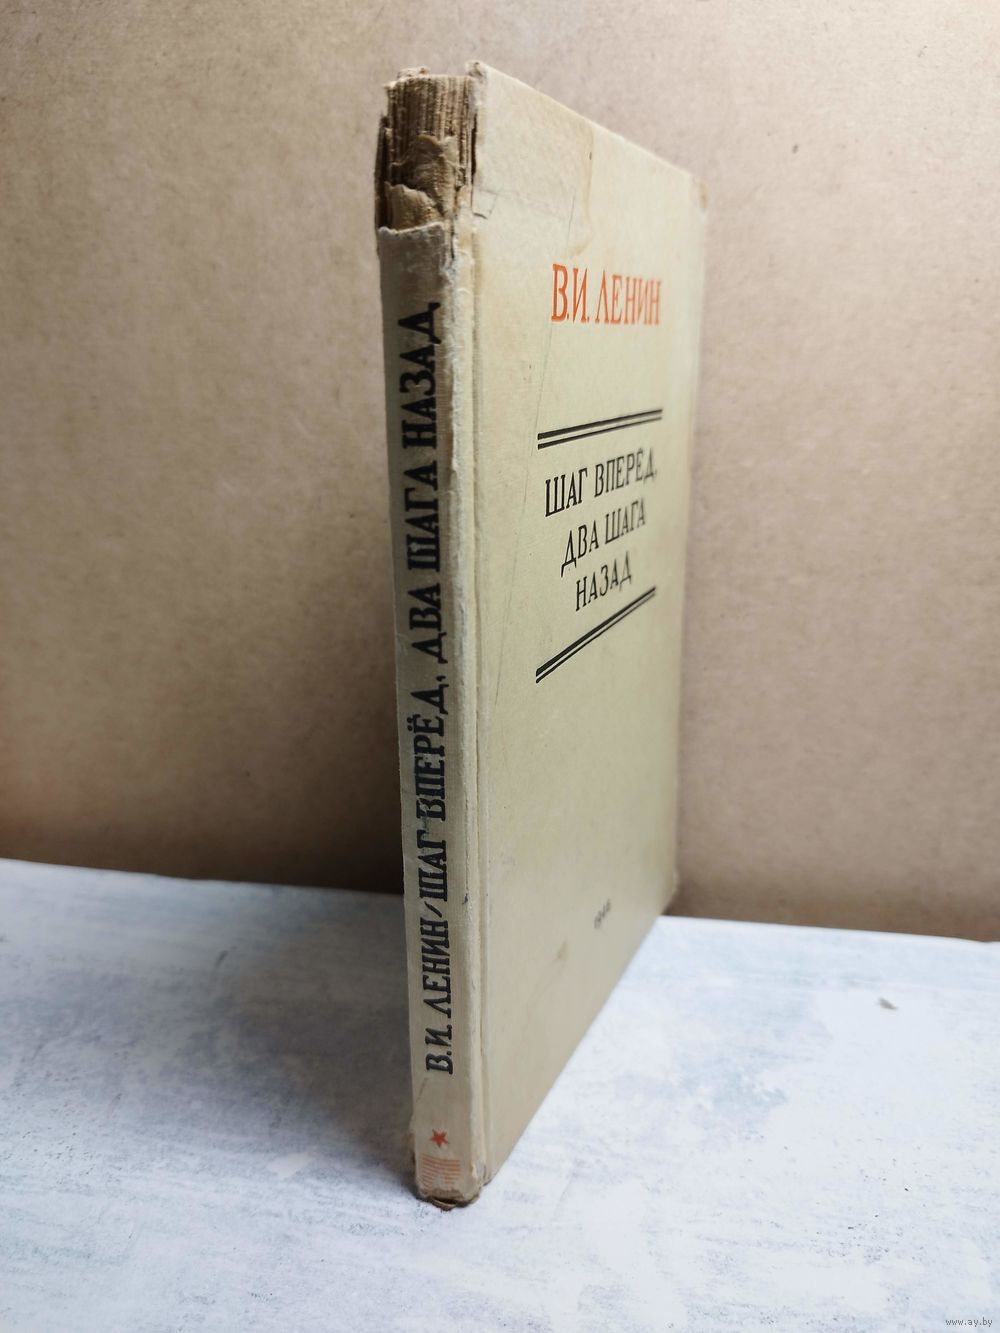 В.И. ЛЕНИН/ШАГ ВПЕРЁД, ДВА ШАГА НАЗАД
В.И. ЛЕНИН
ШАГ ВПЕРЁД,
ДВА ШАГА
НАЗАД
www.ay.by